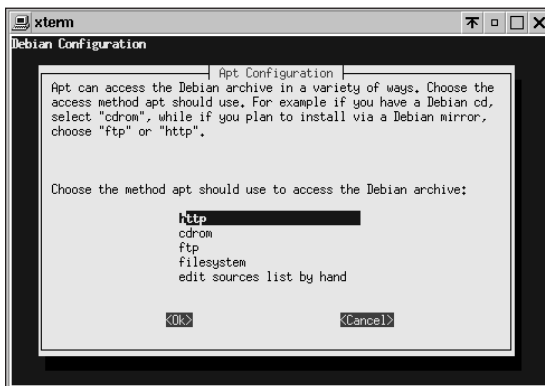 xterm
Debian Configuration
Apt Configuration
Apt can access the Debian archive in a variety of ways. Choose the
access method apt should use. For example if you have a Debian cd,
select "cdrom", while if you plan to install via a Debian mirror,
choose "ftp" or "http".
Choose the method apt should use to access the Debian archive:
http
cdrom
ftp
filesystem
edit sources list by hand
<Ok> <Cancel>